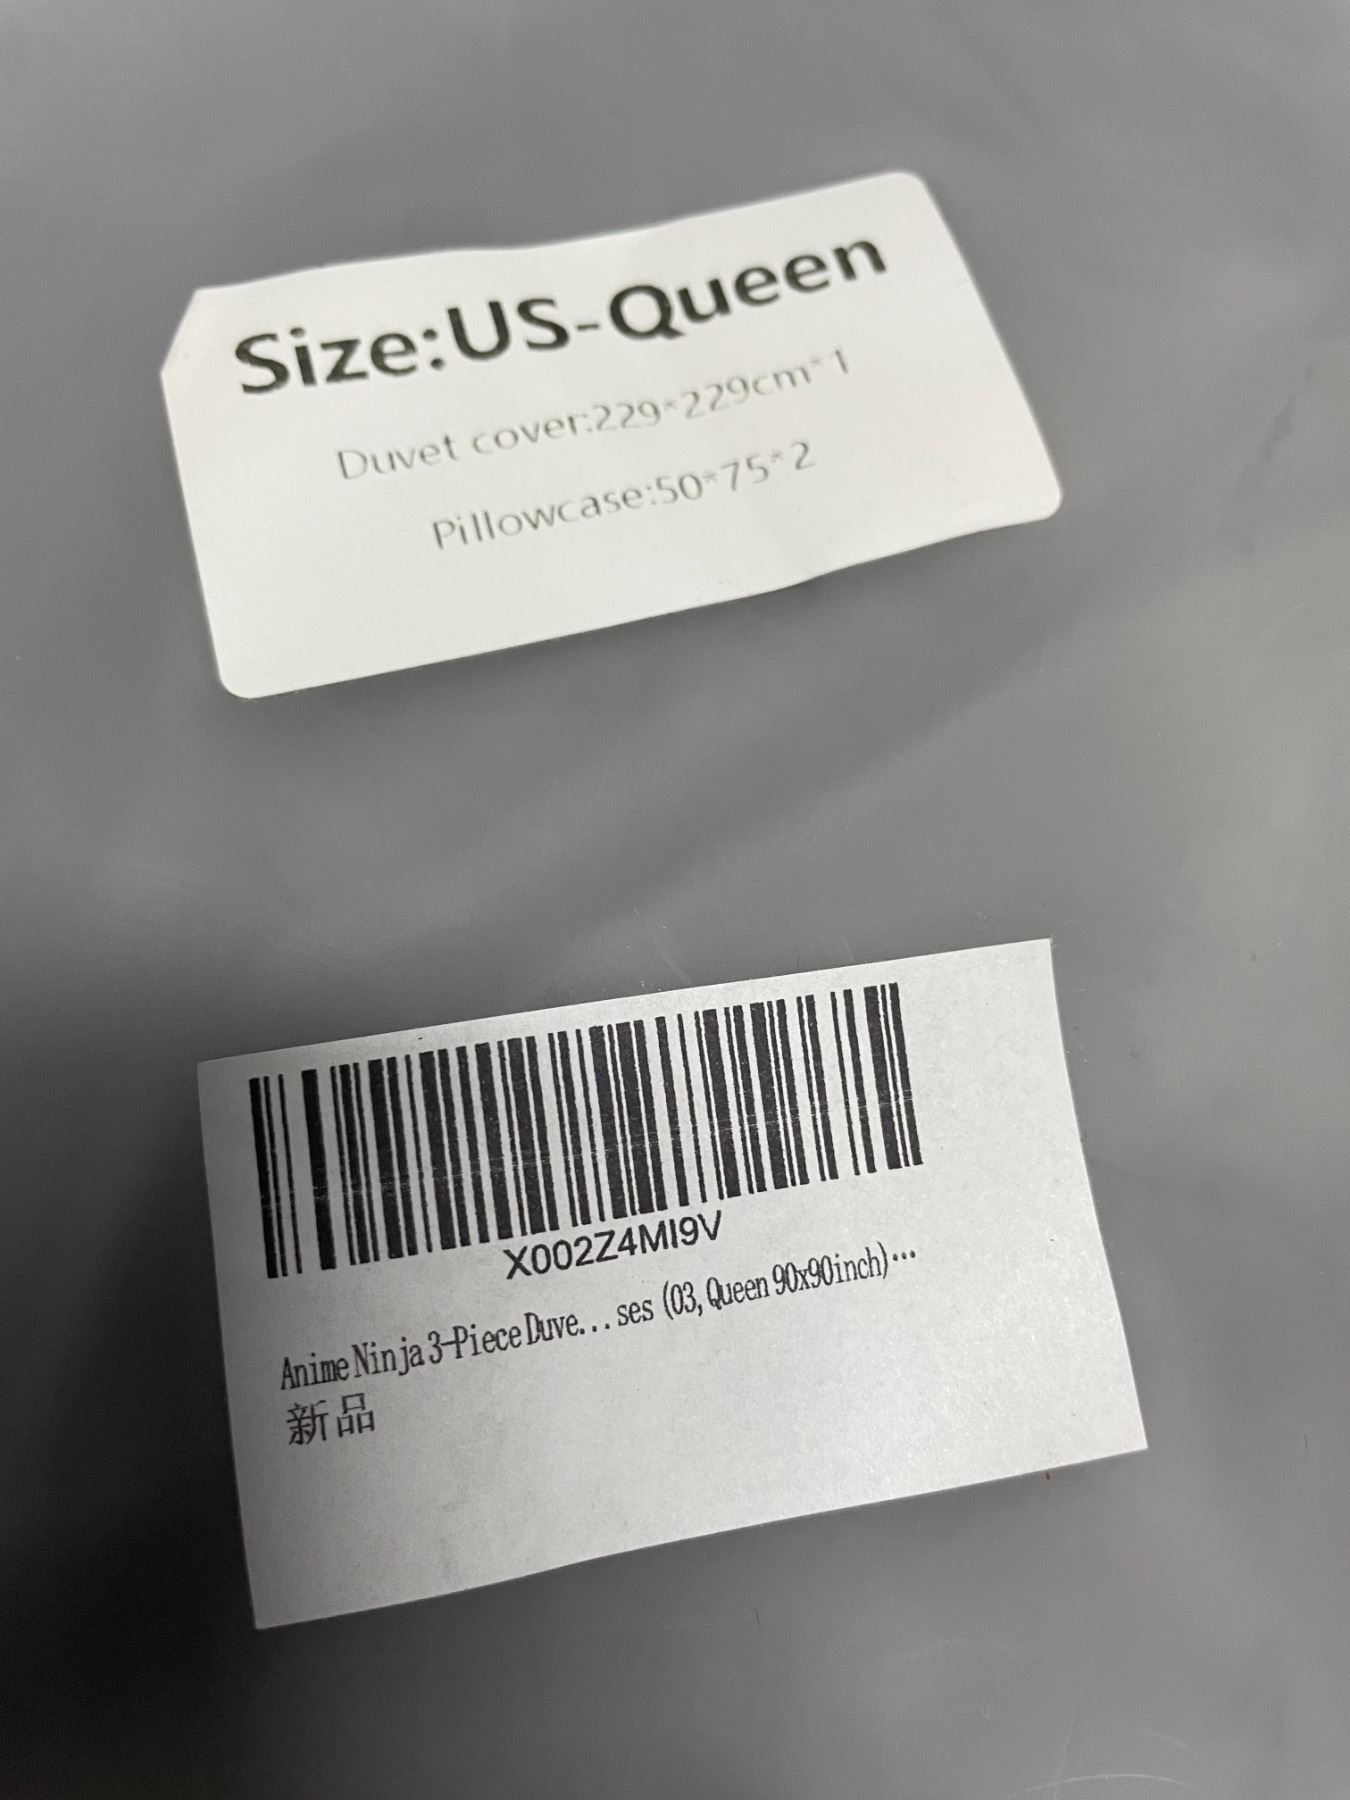 Size:US-Queen
Duvet cover:229*229cm*1
Pillowcase:50*75*2
X002Z4MI9V
Anime Ninja 3-Piece Duve...ses (03, Queen 90x90inch)…
新品